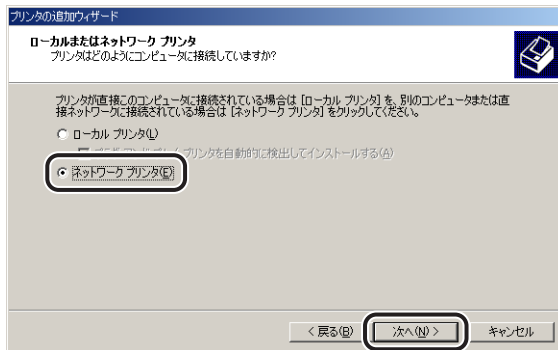 プリンタの追加ウィザード
ローカルまたはネットワーク プリンタ
プリンタはどのようにコンピュータに接続していますか?
プリンタが直接このコンピュータに接続されている場合は [ローカル プリンタ] を、別のコンピュータまたは直
接ネットワークに接続されている場合は [ネットワーク プリンタ] をクリックしてください。
ローカル プリンタ(L)
プラグ アンド プレイ プリンタを自動的に検出してインストールする(A)
ネットワーク プリンタ(E)
< 戻る(B) 次へ(N) > キャンセル